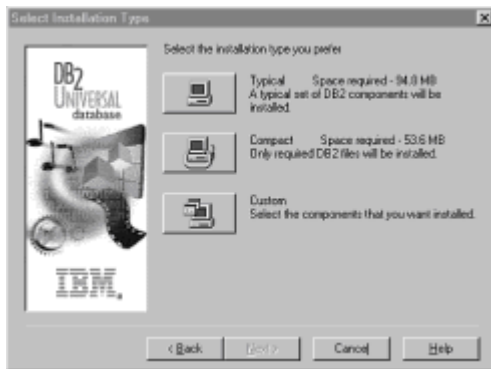 Select Installation Type
DB2
UNIVERSAL
database
IBM.
Select the installation type you prefer
Typical Space required - 94.8 MB
A typical set of DB2 components will be
installed.
Compact Space required - 53.6 MB
Only required DB2 files will be installed.
Custom
Select the components that you want installed.
< Back
Next >
Cancel
Help